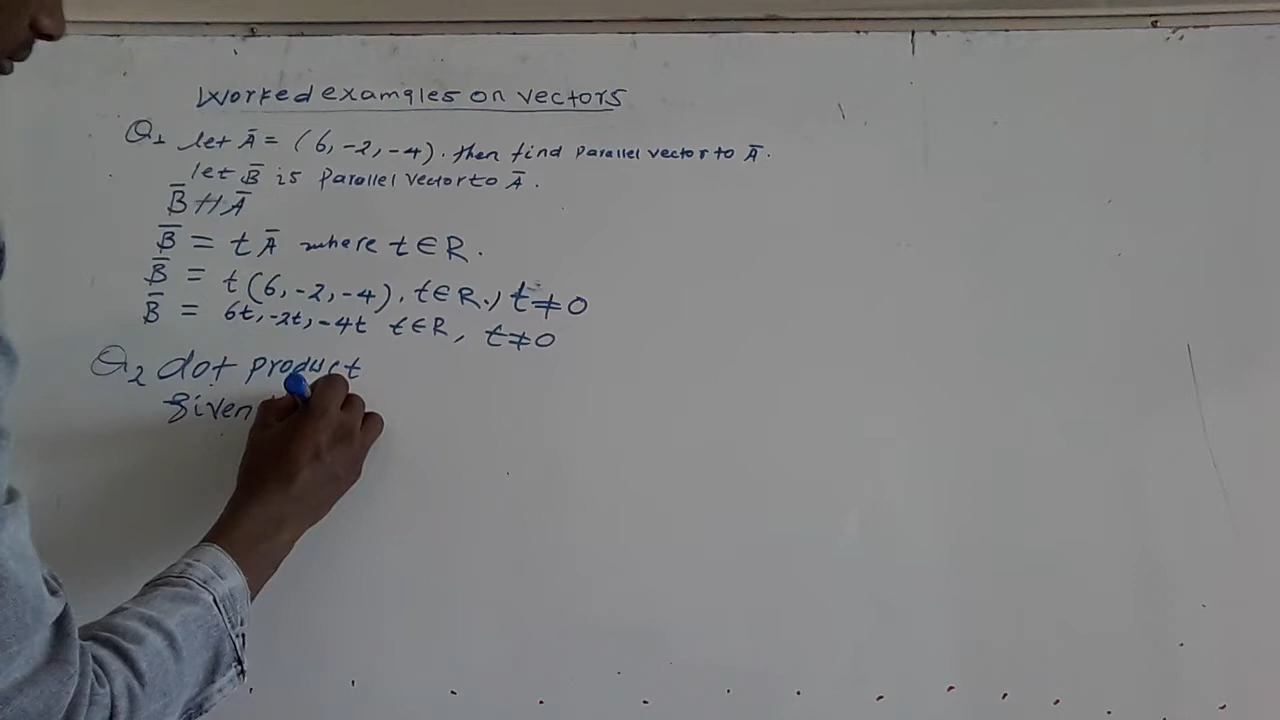 Worked examples on vectors
Q1 let Ā = (6, -2, -4). then find parallel vector to Ā.
let B̄ is parallel vector to Ā.
B̄ // Ā
B̄ = t Ā where t ∈ R.
B̄ = t(6, -2, -4), t ∈ R., t ≠ 0
B̄ = 6t, -2t, -4t t ∈ R, t ≠ 0
Q2 dot product
Given